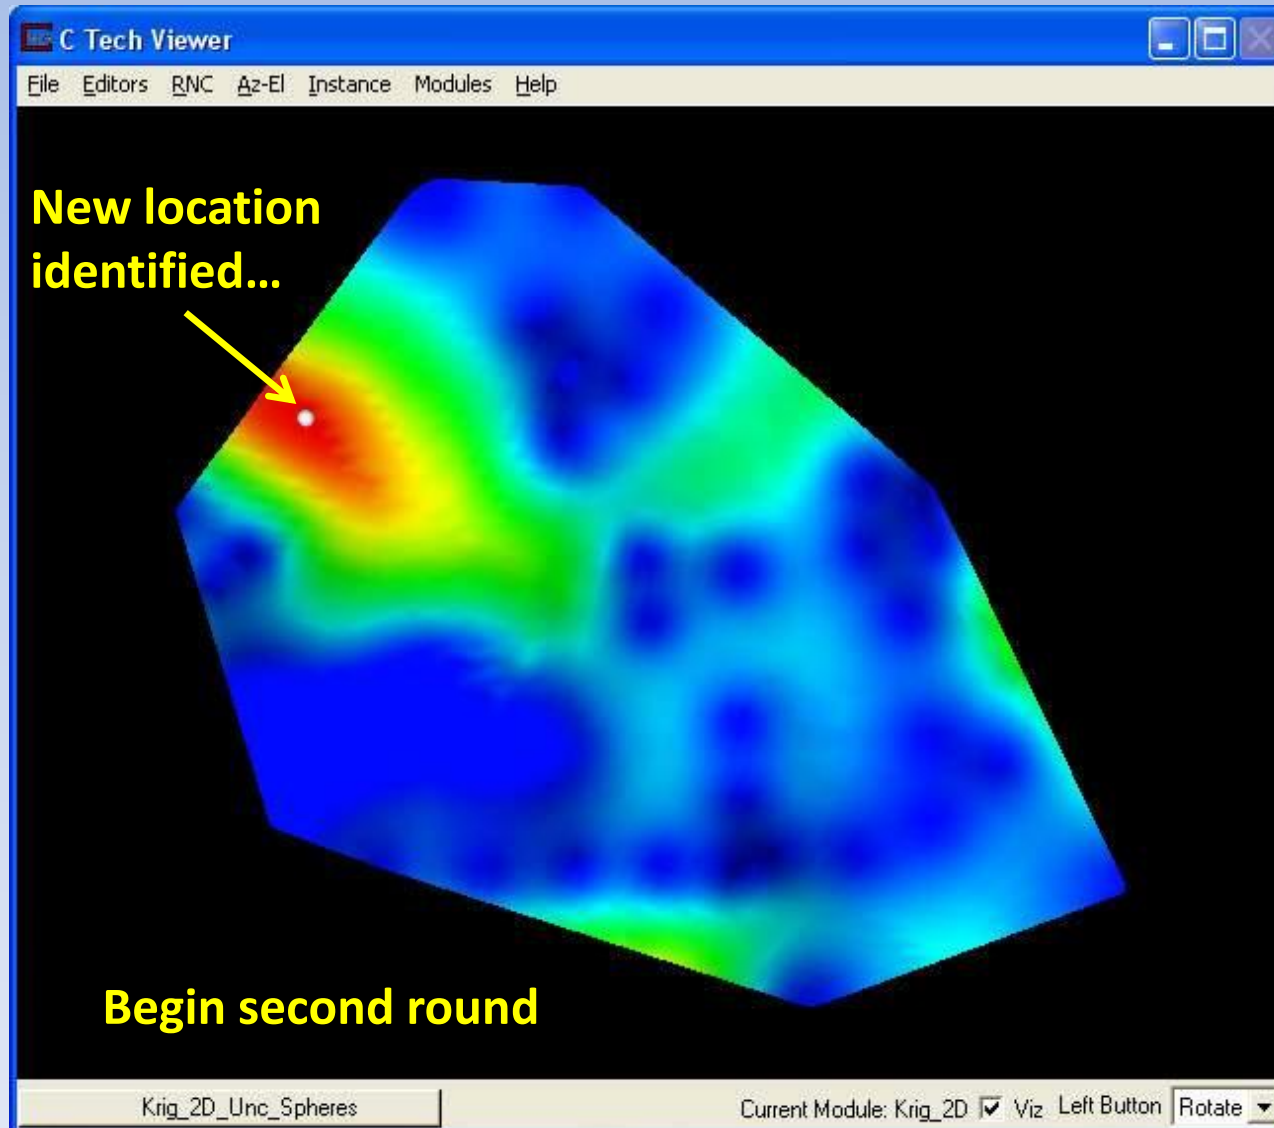 C Tech Viewer
File Editors RNC Az-El Instance Modules Help
New location
identified...
Begin second round
Krig_2D_Unc_Spheres
Current Module: Krig_2D Viz Left Button Rotate